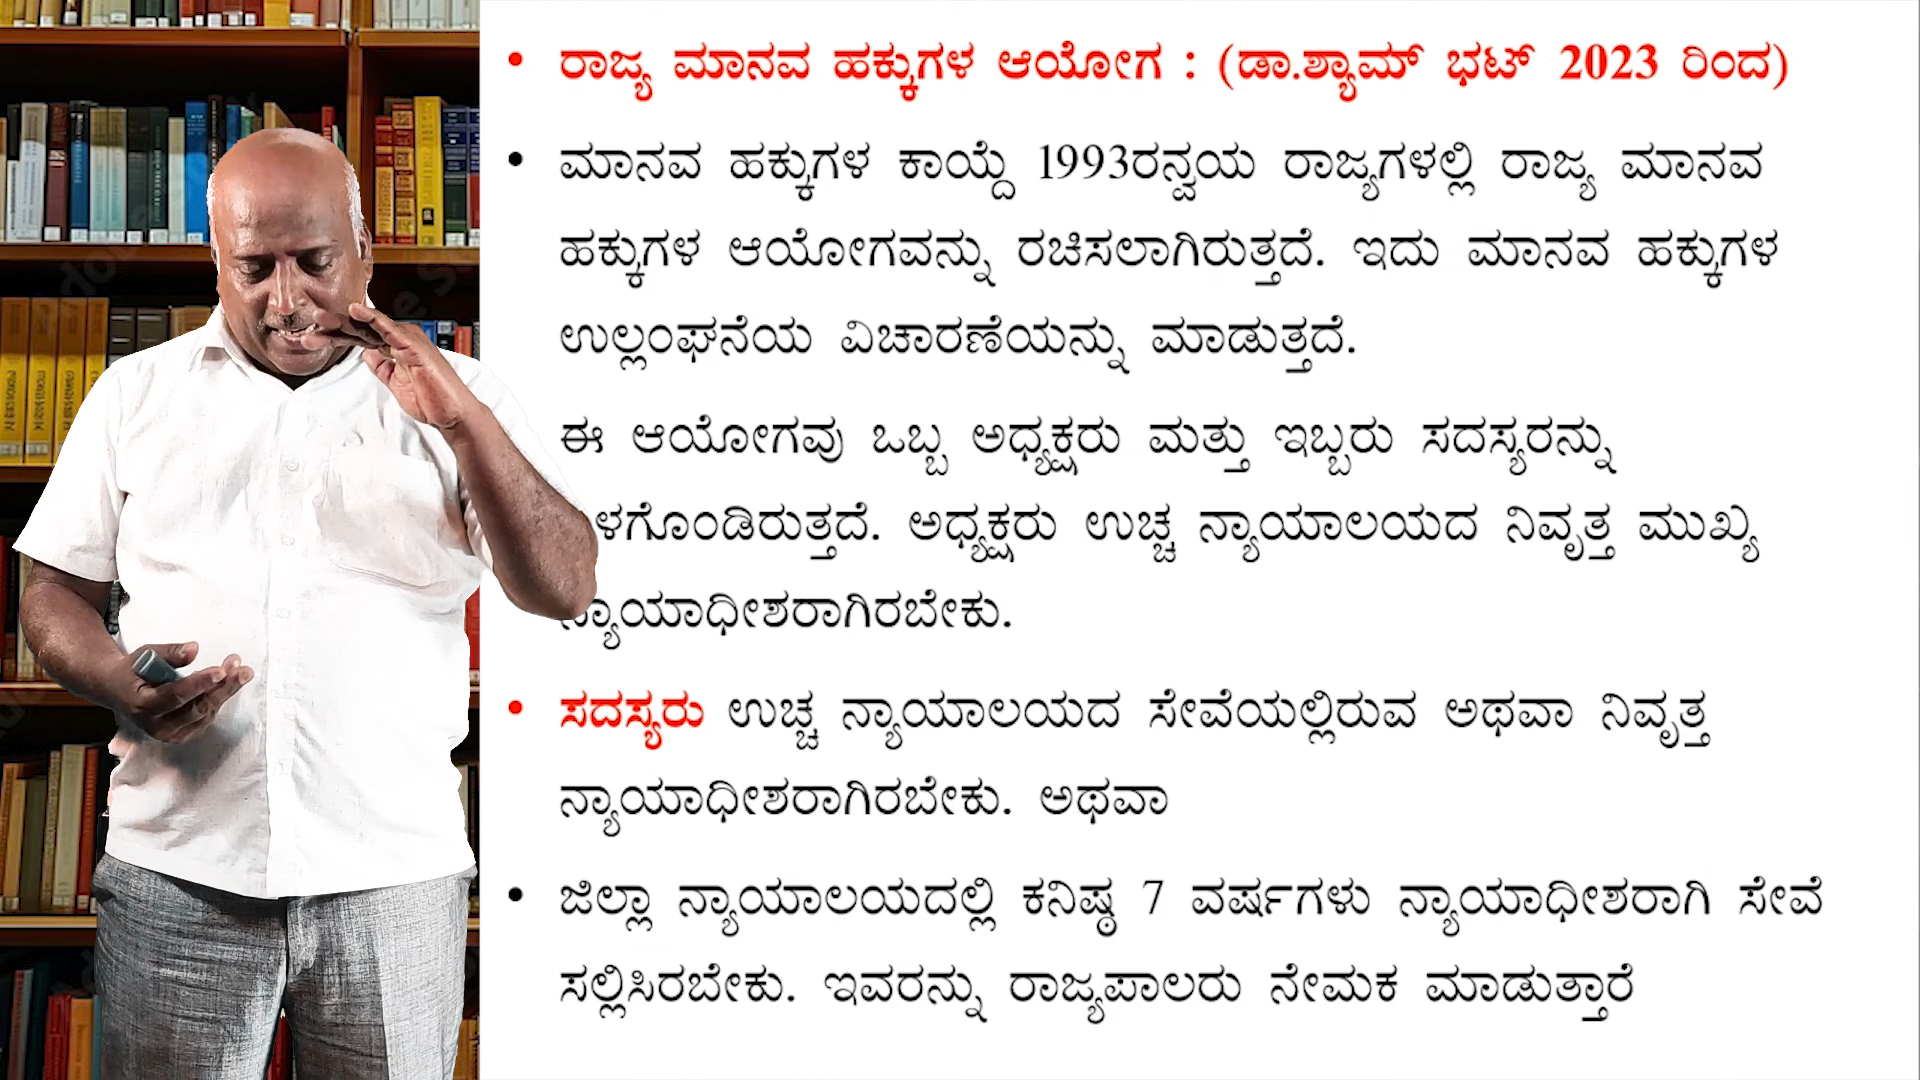 • ರಾಜ್ಯ ಮಾನವ ಹಕ್ಕುಗಳ ಆಯೋಗ : (ಡಾ.ಶ್ಯಾಮ್ ಭಟ್ 2023 ರಿಂದ)
• ಮಾನವ ಹಕ್ಕುಗಳ ಕಾಯ್ದೆ 1993ರನ್ವಯ ರಾಜ್ಯಗಳಲ್ಲಿ ರಾಜ್ಯ ಮಾನವ
ಹಕ್ಕುಗಳ ಆಯೋಗವನ್ನು ರಚಿಸಲಾಗಿರುತ್ತದೆ. ಇದು ಮಾನವ ಹಕ್ಕುಗಳ
ಉಲ್ಲಂಘನೆಯ ವಿಚಾರಣೆಯನ್ನು ಮಾಡುತ್ತದೆ.
ಈ ಆಯೋಗವು ಒಬ್ಬ ಅಧ್ಯಕ್ಷರು ಮತ್ತು ಇಬ್ಬರು ಸದಸ್ಯರನ್ನು
ಳಗೊಂಡಿರುತ್ತದೆ. ಅಧ್ಯಕ್ಷರು ಉಚ್ಚ ನ್ಯಾಯಾಲಯದ ನಿವೃತ್ತ ಮುಖ್ಯ
ನ್ಯಾಯಾಧೀಶರಾಗಿರಬೇಕು.
• ಸದಸ್ಯರು ಉಚ್ಚ ನ್ಯಾಯಾಲಯದ ಸೇವೆಯಲ್ಲಿರುವ ಅಥವಾ ನಿವೃತ್ತ
ನ್ಯಾಯಾಧೀಶರಾಗಿರಬೇಕು. ಅಥವಾ
• ಜಿಲ್ಲಾ ನ್ಯಾಯಾಲಯದಲ್ಲಿ ಕನಿಷ್ಠ 7 ವರ್ಷಗಳು ನ್ಯಾಯಾಧೀಶರಾಗಿ ಸೇವೆ
ಸಲ್ಲಿಸಿರಬೇಕು. ಇವರನ್ನು ರಾಜ್ಯಪಾಲರು ನೇಮಕ ಮಾಡುತ್ತಾರೆ